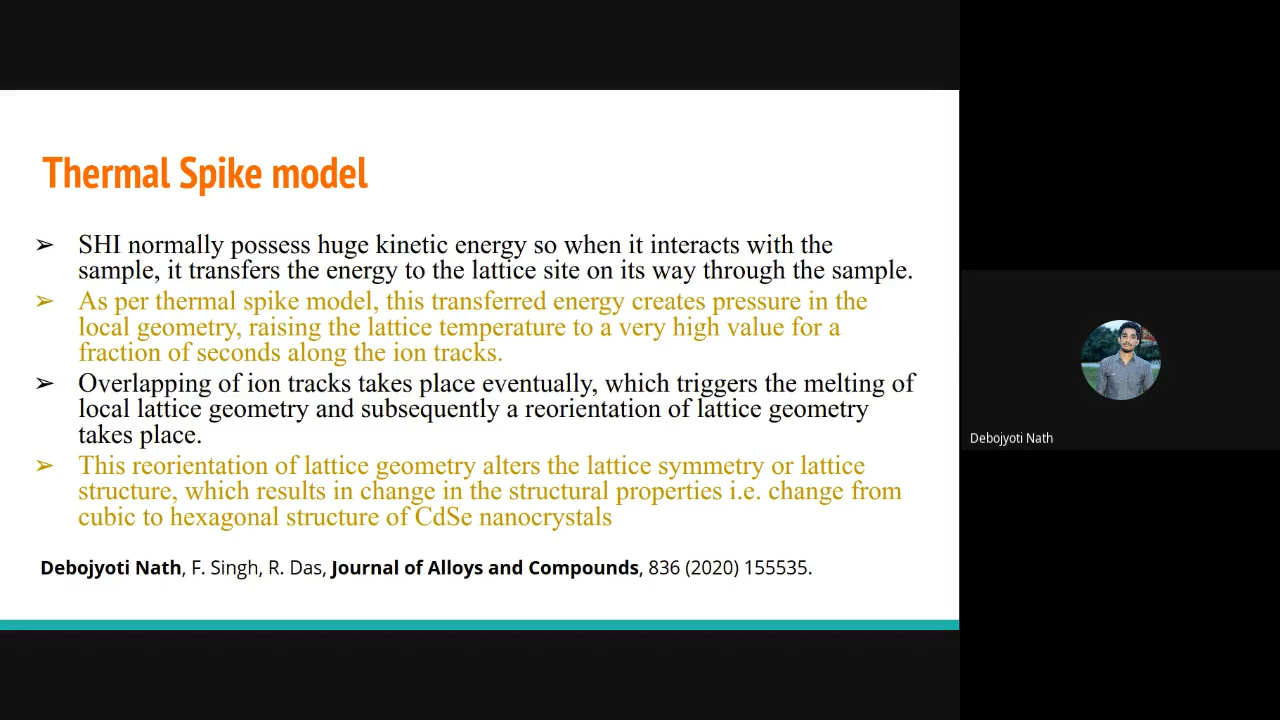 Thermal Spike model
➢ SHI normally possess huge kinetic energy so when it interacts with the
sample, it transfers the energy to the lattice site on its way through the sample.
➢ As per thermal spike model, this transferred energy creates pressure in the
local geometry, raising the lattice temperature to a very high value for a
fraction of seconds along the ion tracks.
➢ Overlapping of ion tracks takes place eventually, which triggers the melting of
local lattice geometry and subsequently a reorientation of lattice geometry
takes place.
➢ This reorientation of lattice geometry alters the lattice symmetry or lattice
structure, which results in change in the structural properties i.e. change from
cubic to hexagonal structure of CdSe nanocrystals
Debojyoti Nath, F. Singh, R. Das, Journal of Alloys and Compounds, 836 (2020) 155535.
Debojyoti Nath